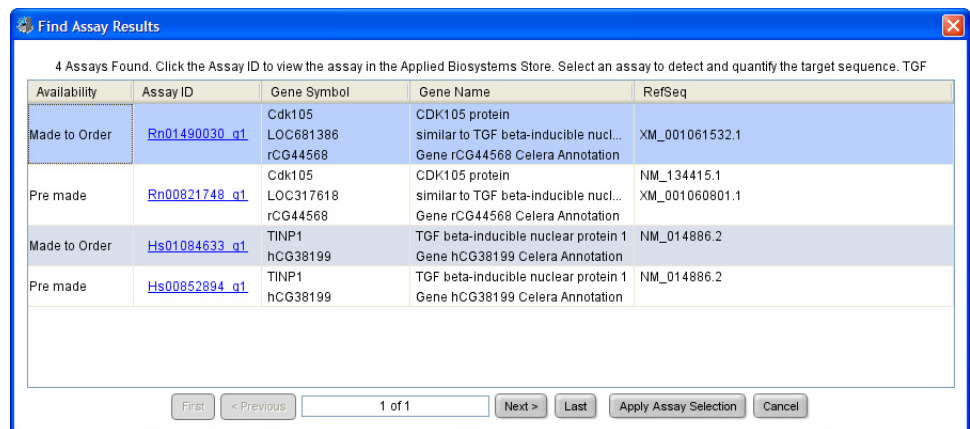 Find Assay Results
4 Assays Found. Click the Assay ID to view the assay in the Applied Biosystems Store. Select an assay to detect and quantify the target sequence. TGF
Availability Assay ID Gene Symbol Gene Name RefSeq
Made to Order Rn01490030_g1 Cdk105 CDK105 protein XM_001061532.1
LOC681386 similar to TGF beta-inducible nucl...
rCG44568 Gene rCG44568 Celera Annotation
Pre made Rn00821748_g1 Cdk105 CDK105 protein NM_134415.1
LOC317618 similar to TGF beta-inducible nucl... XM_001060801.1
rCG44568 Gene rCG44568 Celera Annotation
Made to Order Hs01084633_g1 TINP1 TGF beta-inducible nuclear protein 1 NM_014886.2
hCG38199 Gene hCG38199 Celera Annotation
Pre made Hs00852894_g1 TINP1 TGF beta-inducible nuclear protein 1 NM_014886.2
hCG38199 Gene hCG38199 Celera Annotation
First < Previous 1 of 1 Next > Last Apply Assay Selection Cancel